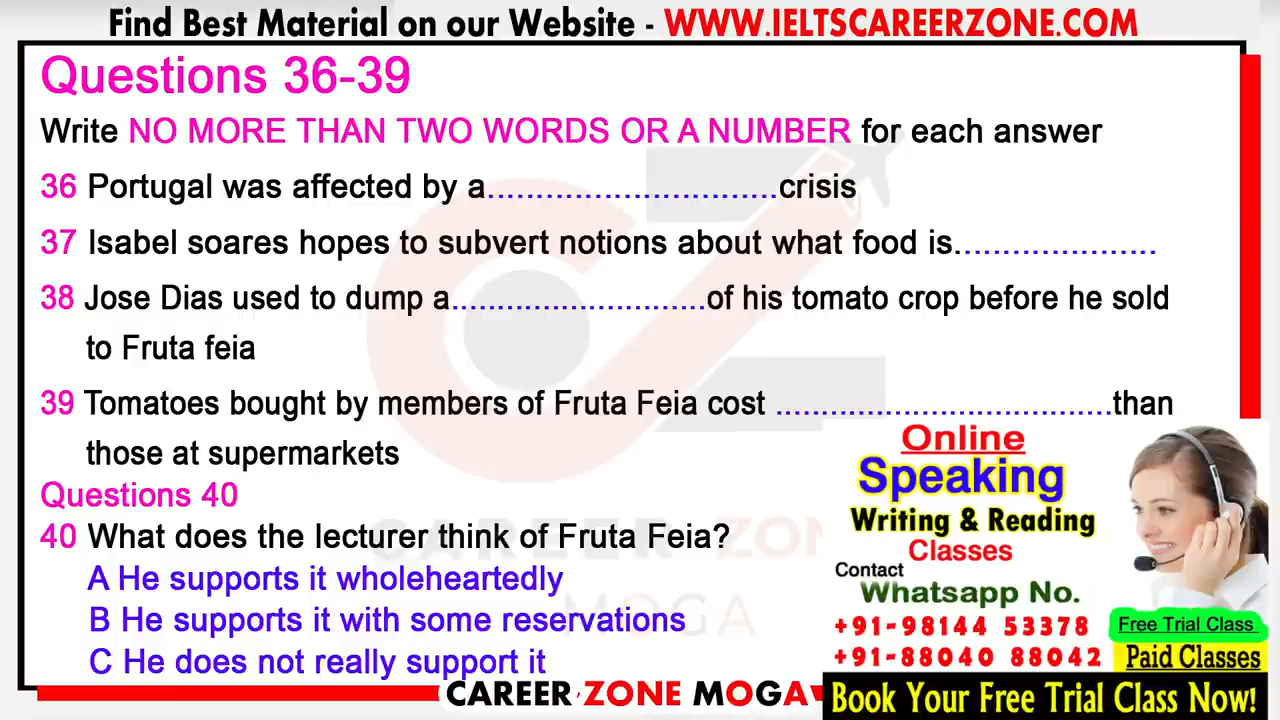 Find Best Material on our Website - WWW.IELTSCAREERZONE.COM
Questions 36-39
Write NO MORE THAN TWO WORDS OR A NUMBER for each answer
36 Portugal was affected by a..............................crisis
37 Isabel soares hopes to subvert notions about what food is.....................
38 Jose Dias used to dump a...........................of his tomato crop before he sold
to Fruta feia
39 Tomatoes bought by members of Fruta Feia cost ....................................than
those at supermarkets
Questions 40
40 What does the lecturer think of Fruta Feia?
A He supports it wholeheartedly
B He supports it with some reservations
C He does not really support it
Online
Speaking
Writing & Reading
Classes
Contact
Whatsapp No.
+91-98144 53378
+91-88040 88042
Free Trial Class
Paid Classes
Book Your Free Trial Class Now!
CAREER ZONE MOGA
CAREER ZONE
MOGA